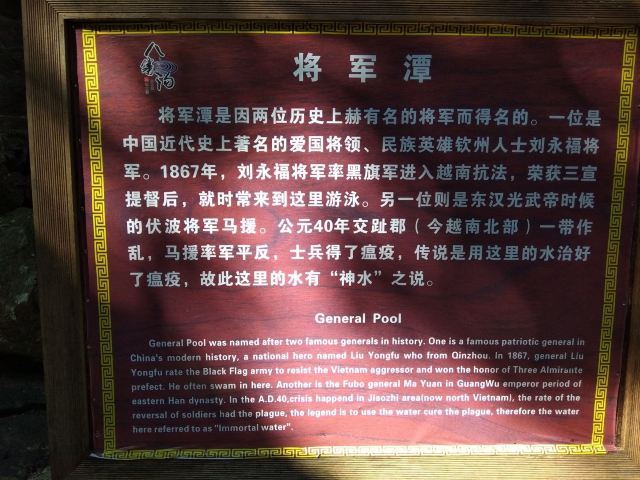 将军潭
将军潭是因两位历史上赫有名的将军而得名的。一位是
中国近代史上著名的爱国将领、民族英雄钦州人士刘永福将
军。1867年，刘永福将军率黑旗军进入越南抗法，荣获三宣
提督后，就时常来到这里游泳。另一位则是东汉光武帝时候
的伏波将军马援。公元40年交趾郡（今越南北部）一带作
乱，马援率军平反，士兵得了瘟疫，传说是用这里的水治好
了瘟疫，故此这里的水有“神水”之说。
General Pool
General Pool was named after two famous generals in history. One is a famous patriotic general in
China's modern history, a national hero named Liu Yongfu who from Qinzhou. In 1867, general Liu
Yongfu rate the Black Flag army to resist the Vietnam aggressor and won the honor of Three Almirante
prefect. He often swam in here. Another is the Fubo general Ma Yuan in GuangWu emperor period of
eastern Han dynasty. In the A.D.40,crisis happend in Jiaozhi area(now north Vietnam), the rate of the
reversal of soldiers had the plague, the legend is to use the water cure the plague, therefore the water
here referred to as “Immortal water”.